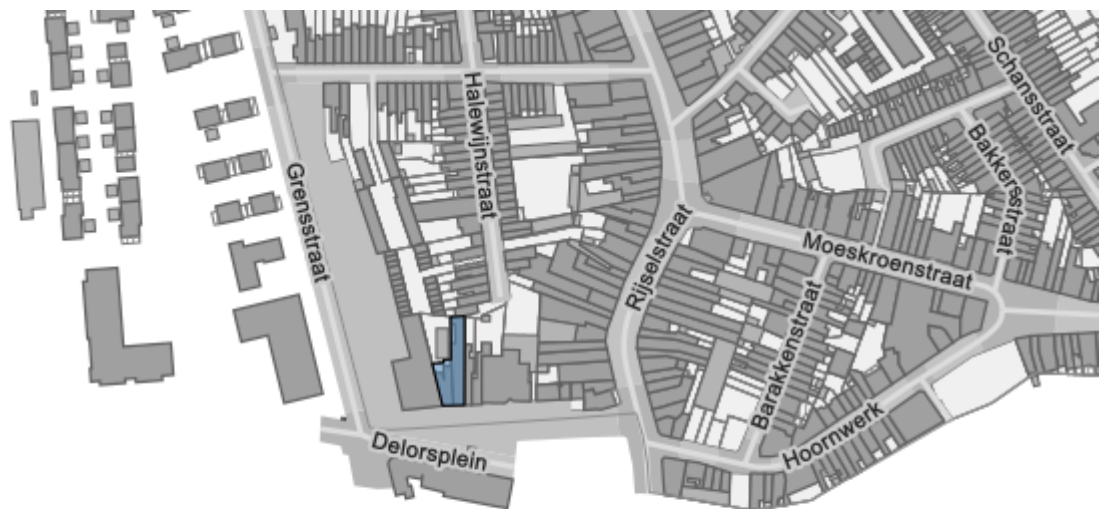 Schansstraat
Halewijnstraat
Bakkersstraat
Grensstraat
Rijselstraat
Moeskroenstraat
Barakkenstraat
Hoornwerk
Delorsplein